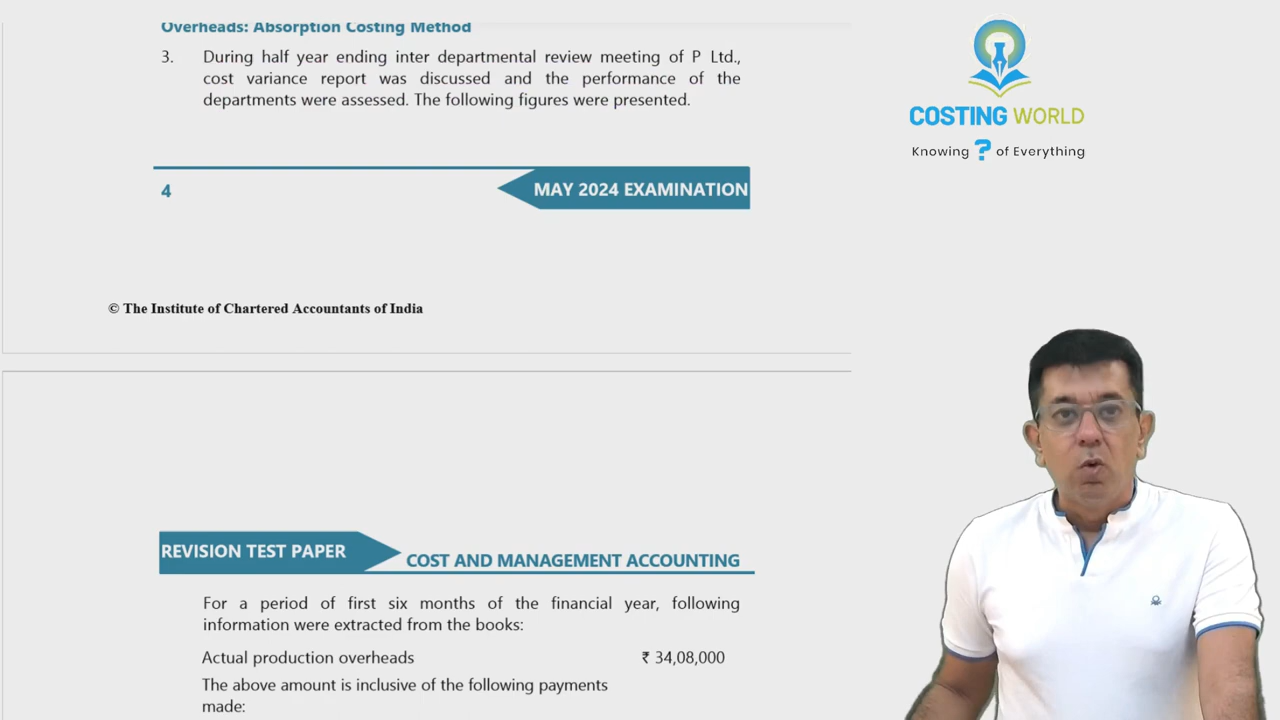 Overheads: Absorption Costing Method
3. During half year ending inter departmental review meeting of P Ltd.,
cost variance report was discussed and the performance of the
departments were assessed. The following figures were presented.
4
MAY 2024 EXAMINATION
© The Institute of Chartered Accountants of India
REVISION TEST PAPER
COST AND MANAGEMENT ACCOUNTING
For a period of first six months of the financial year, following
information were extracted from the books:
Actual production overheads ₹ 34,08,000
The above amount is inclusive of the following payments
made:
COSTING WORLD
Knowing ? of Everything